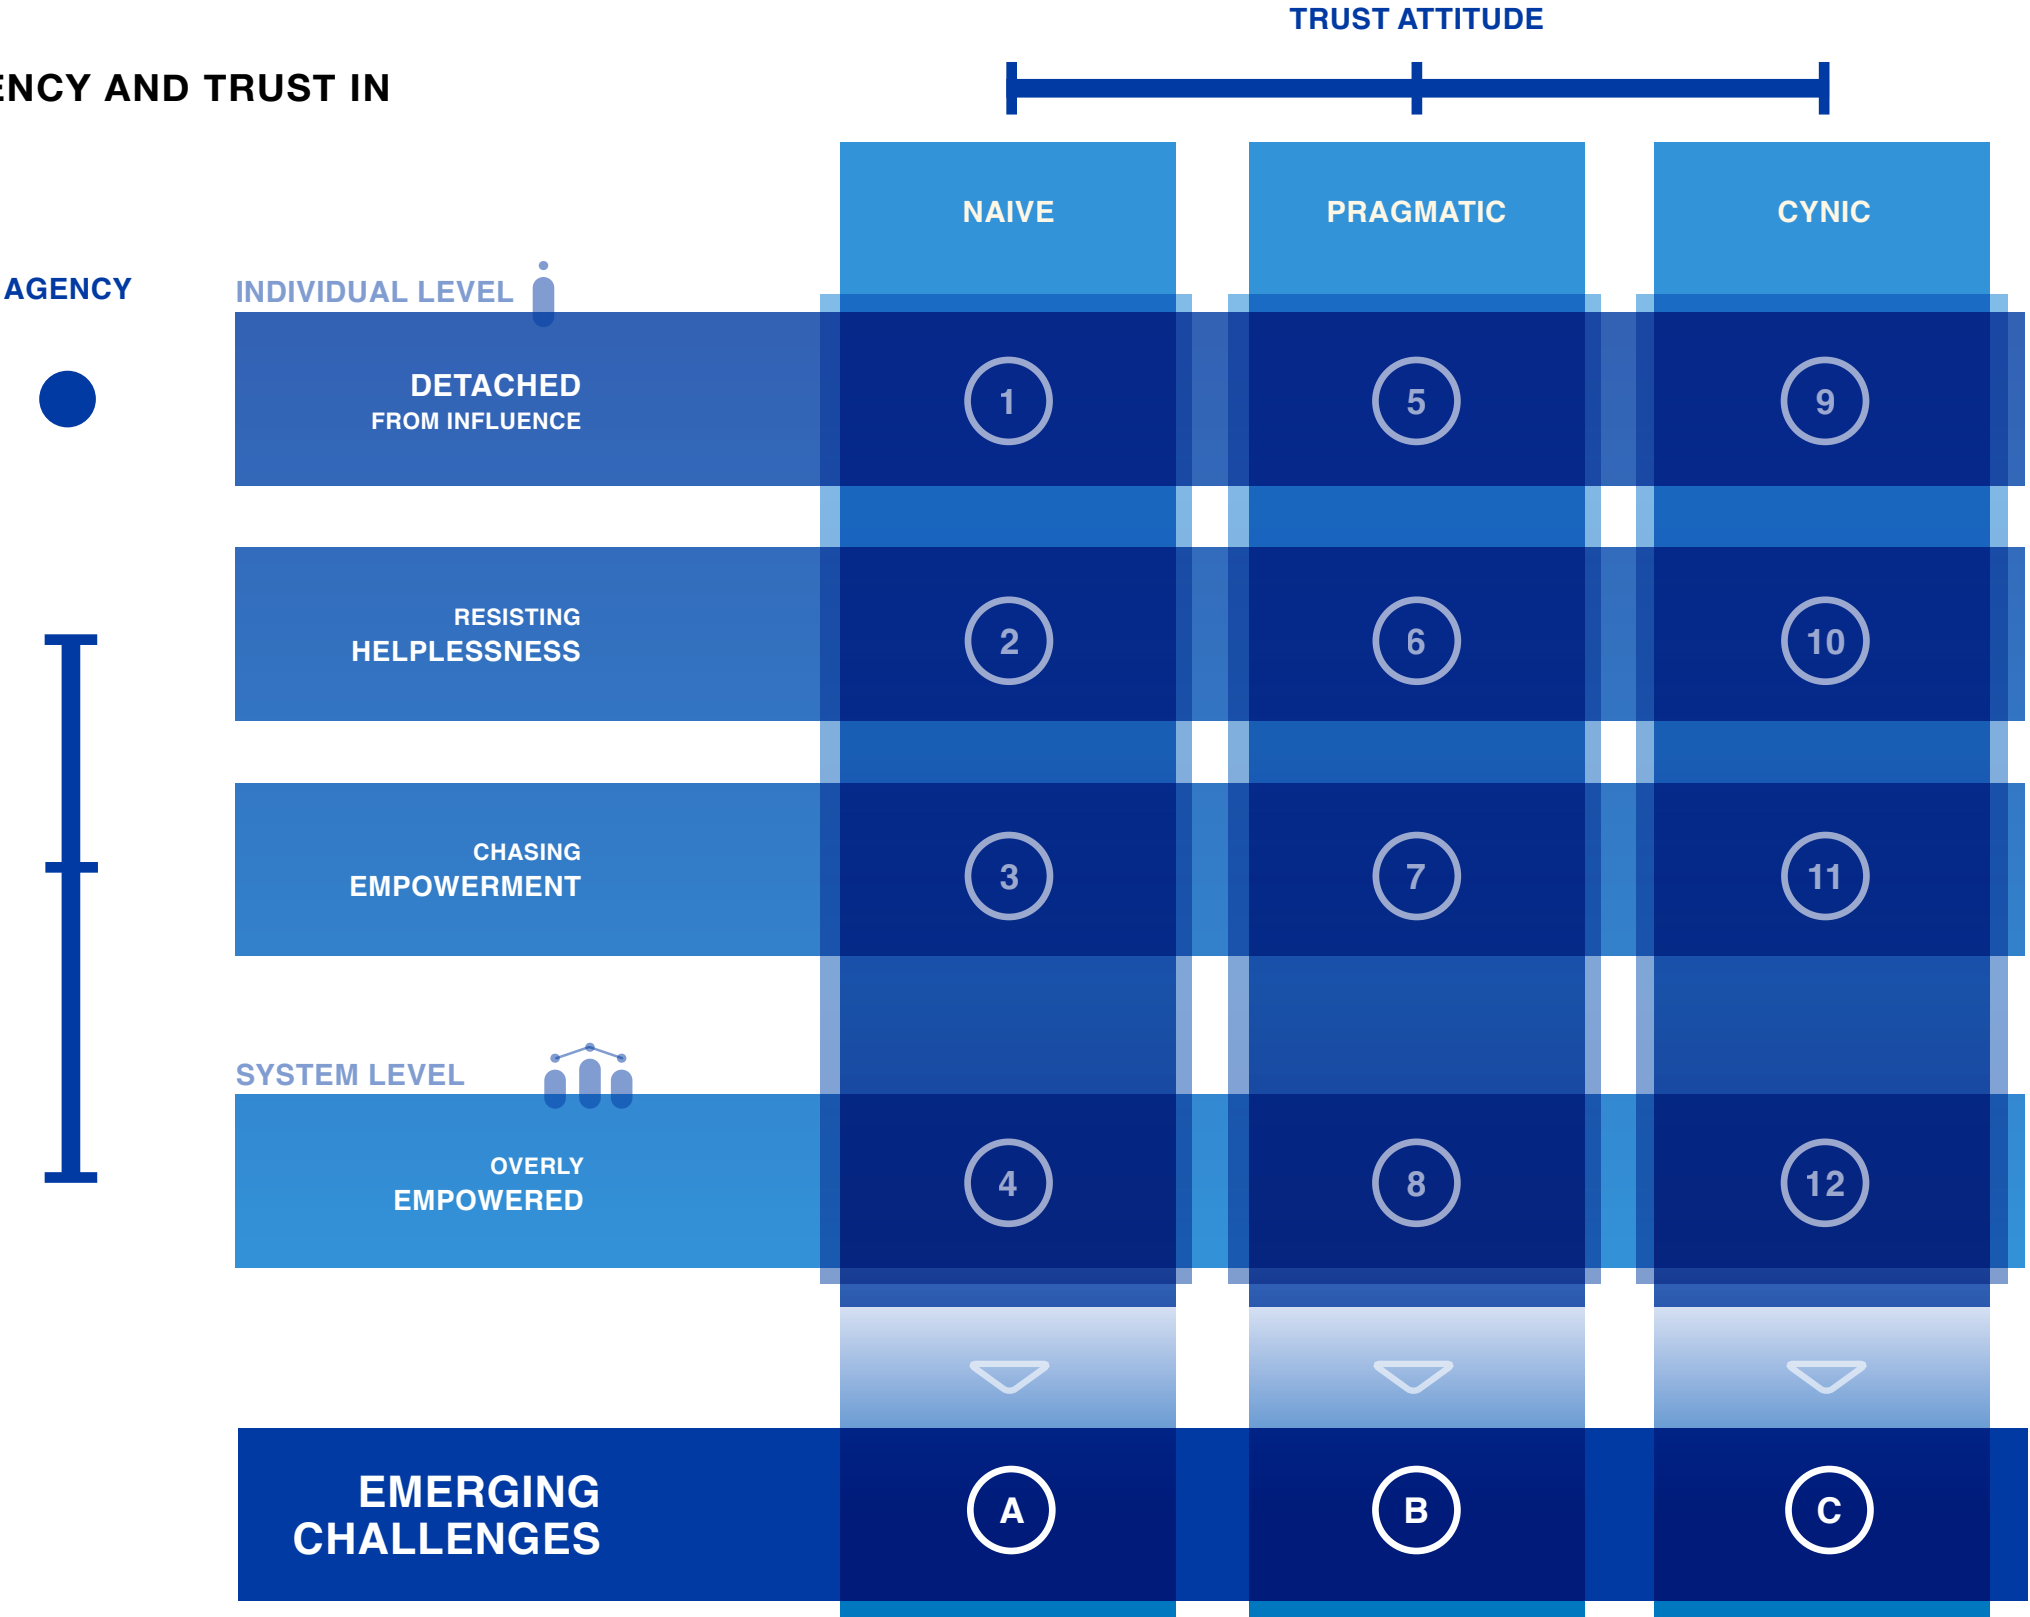 TRUST ATTITUDE
ENCY AND TRUST IN
NAIVE
PRAGMATIC
CYNIC
AGENCY
INDIVIDUAL LEVEL
DETACHED
FROM INFLUENCE
1
5
9
RESISTING
HELPLESSNESS
2
6
10
CHASING
EMPOWERMENT
3
7
11
SYSTEM LEVEL
OVERLY
EMPOWERED
4
8
12
EMERGING
CHALLENGES
A
B
C